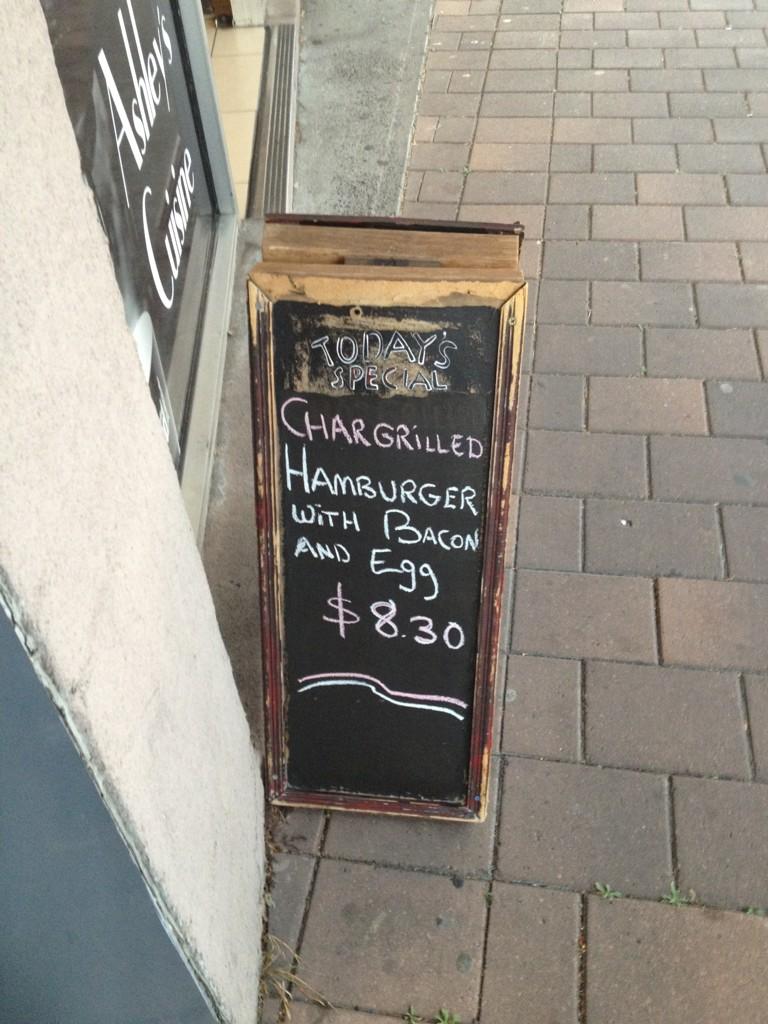 Ashley's
Cuisine
TODAY'S
SPECIAL
CHARGRiLLED
HAMBURGER
WiTH BACON
AND Egg
$8.30